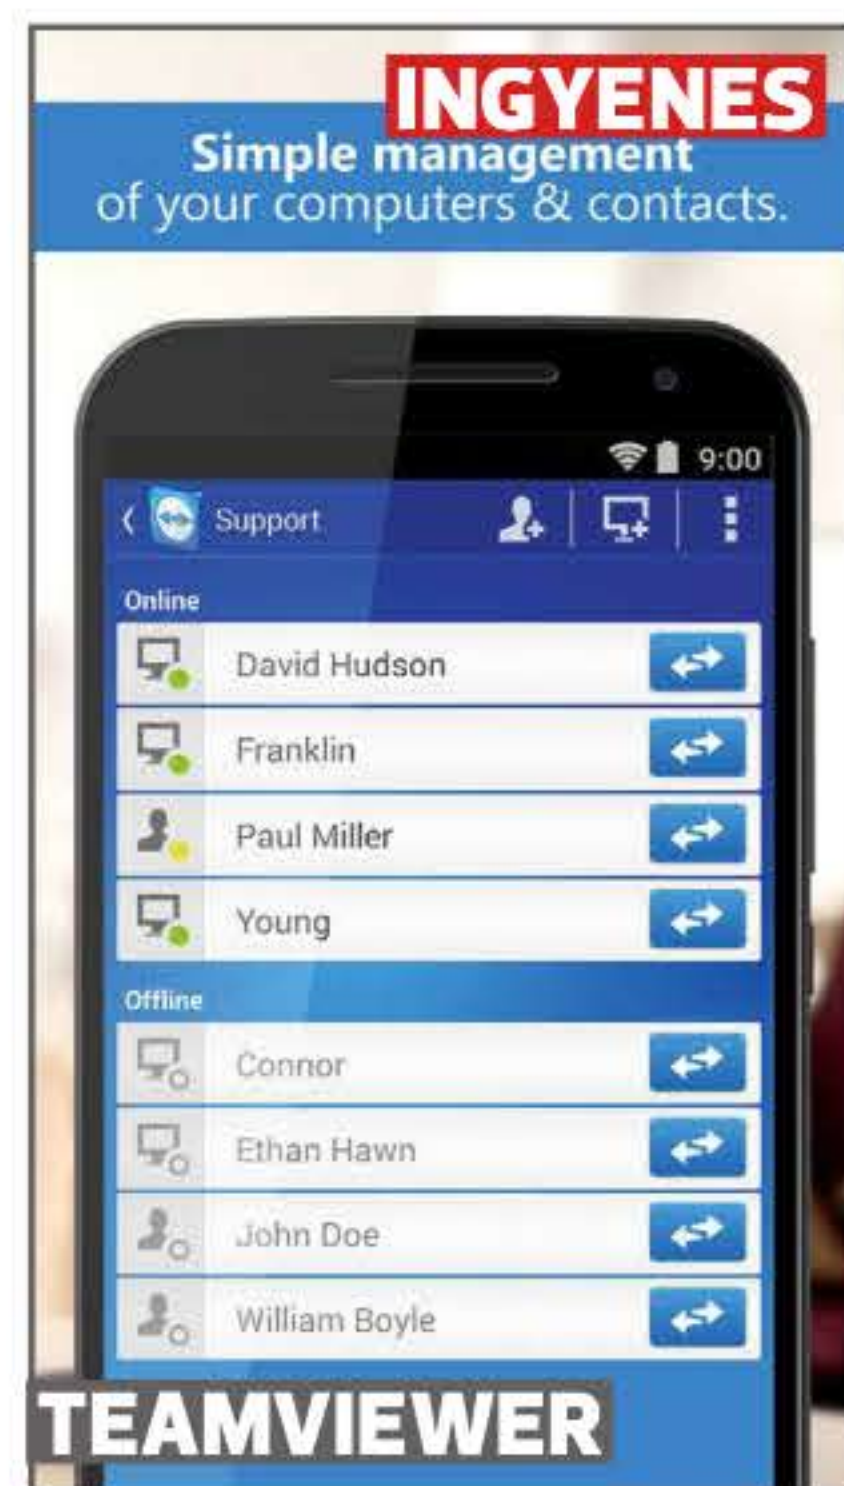 INGYENES
Simple management
of your computers & contacts.
9:00
Support
Online
David Hudson
Franklin
Paul Miller
Young
Offline
Connor
Ethan Hawn
John Doe
William Boyle
TEAMVIEWER